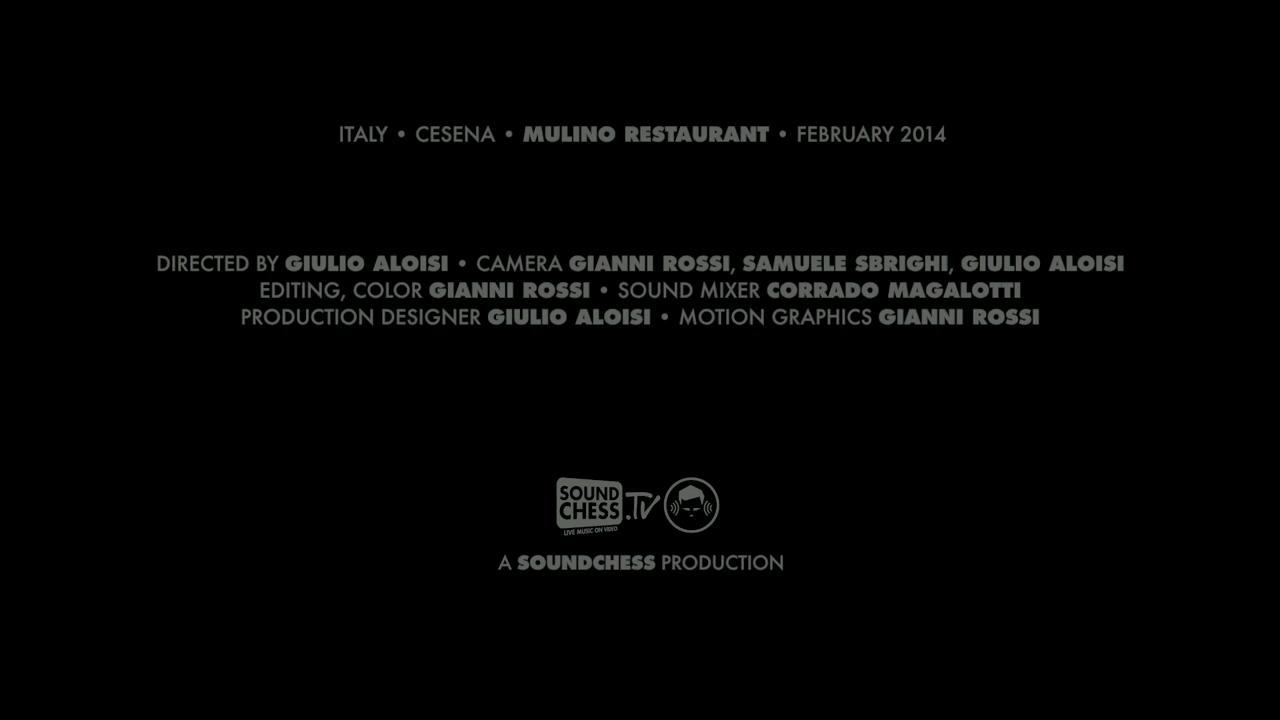 ITALY • CESENA • MULINO RESTAURANT • FEBRUARY 2014
DIRECTED BY GIULIO ALOISI • CAMERA GIANNI ROSSI, SAMUELE SBRIGHI, GIULIO ALOISI
EDITING, COLOR GIANNI ROSSI • SOUND MIXER CORRADO MAGALOTTI
PRODUCTION DESIGNER GIULIO ALOISI • MOTION GRAPHICS GIANNI ROSSI
SOUND
CHESS.TV
LIVE MUSIC ON VIDEO
A SOUNDCHESS PRODUCTION